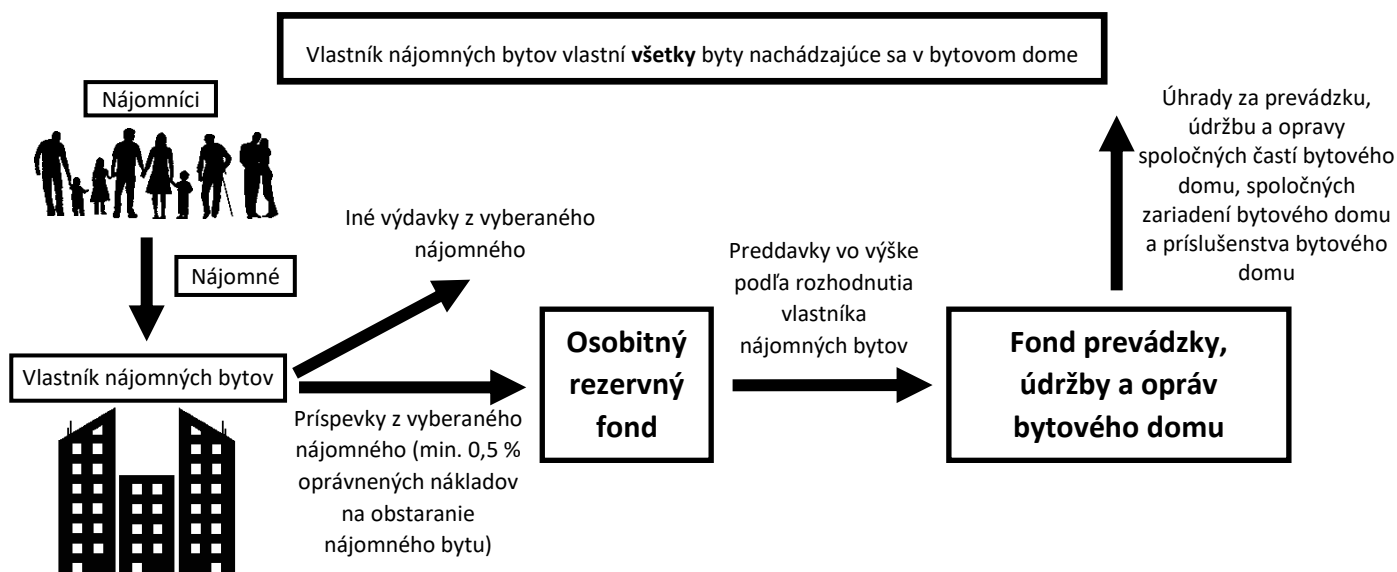 Vlastník nájomných bytov vlastní všetky byty nachádzajúce sa v bytovom dome
Nájomníci
Nájomné
Vlastník nájomných bytov
Iné výdavky z vyberaného
nájomného
Príspevky z vyberaného
nájomného (min. 0,5 %
oprávnených nákladov
na obstaranie
nájomného bytu)
Osobitný
rezervný
fond
Preddavky vo výške
podľa rozhodnutia
vlastníka
nájomných bytov
Fond prevádzky,
údržby a opráv
bytového domu
Úhrady za prevádzku,
údržbu a opravy
spoločných častí bytového
domu, spoločných
zariadení bytového domu
a príslušenstva bytového
domu